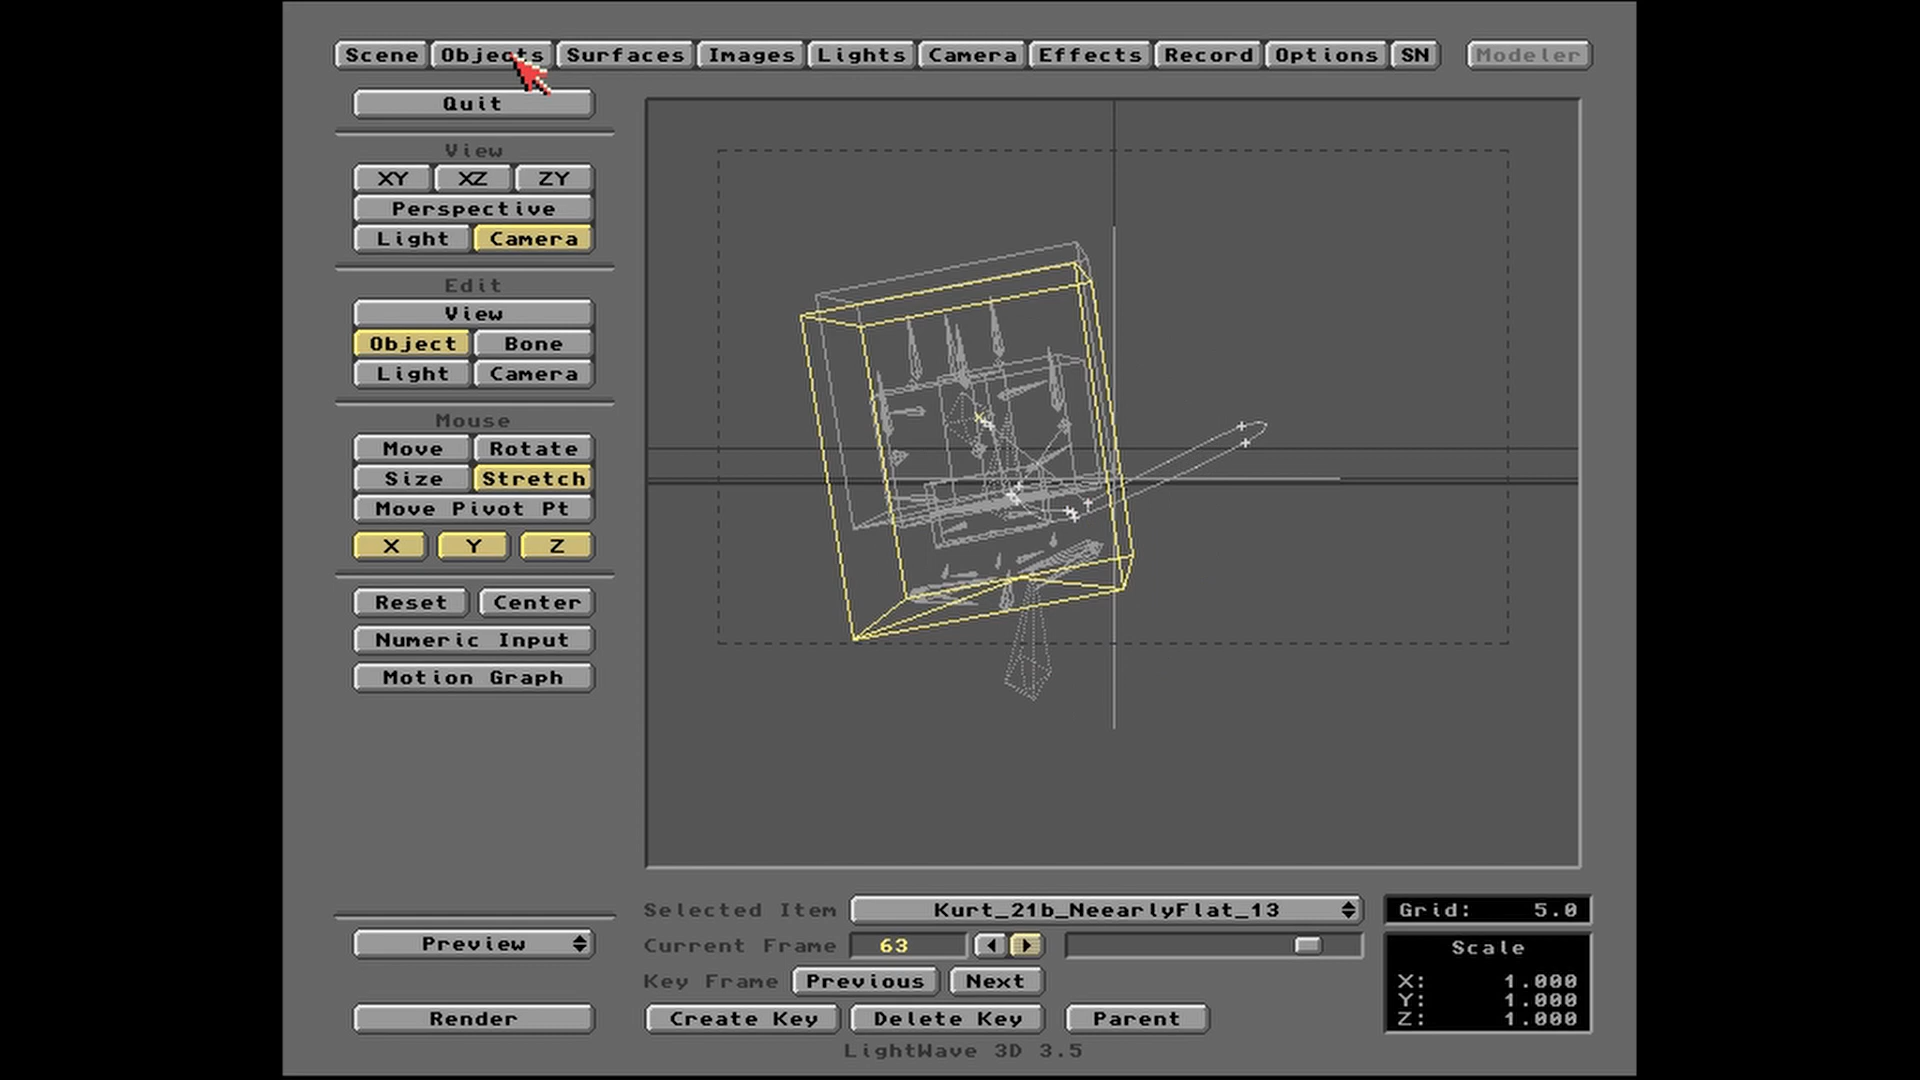 Scene Objects Surfaces Images Lights Camera Effects Record Options SN Modeler
Quit
View
XY XZ ZY
Perspective
Light Camera
Edit
View
Object Bone
Light Camera
Mouse
Move Rotate
Size Stretch
Move Pivot Pt
X Y Z
Reset Center
Numeric Input
Motion Graph
Selected Item Kurt_21b_NeearlyFlat_13 Grid: 5.0
Preview Current Frame 63 Scale
Key Frame Previous Next X: 1.000
Y: 1.000
Render Create Key Delete Key Parent Z: 1.000
LightWave 3D 3.5